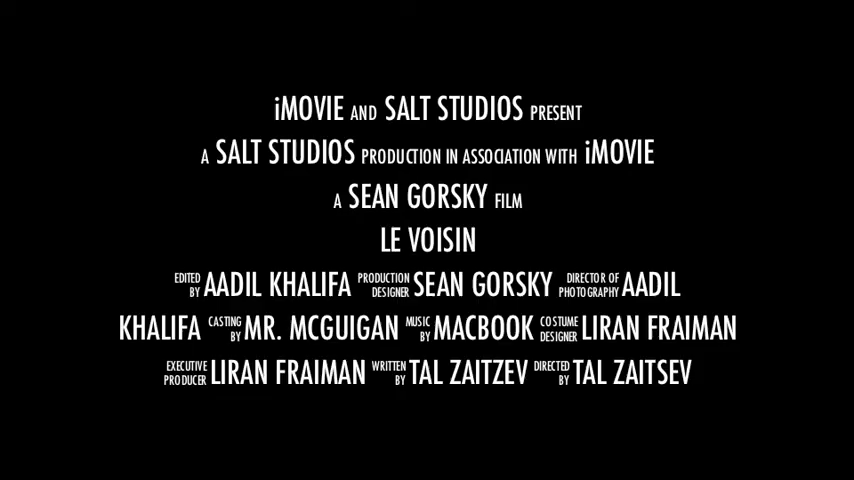 iMOVIE AND SALT STUDIOS PRESENT
A SALT STUDIOS PRODUCTION IN ASSOCIATION WITH iMOVIE
A SEAN GORSKY FILM
LE VOISIN
EDITED BY AADIL KHALIFA PRODUCTION DESIGNER SEAN GORSKY DIRECTOR OF PHOTOGRAPHY AADIL
KHALIFA CASTING BY MR. MCGUIGAN MUSIC BY MACBOOK COSTUME DESIGNER LIRAN FRAIMAN
EXECUTIVE PRODUCER LIRAN FRAIMAN WRITTEN BY TAL ZAITZEV DIRECTED BY TAL ZAITSEV